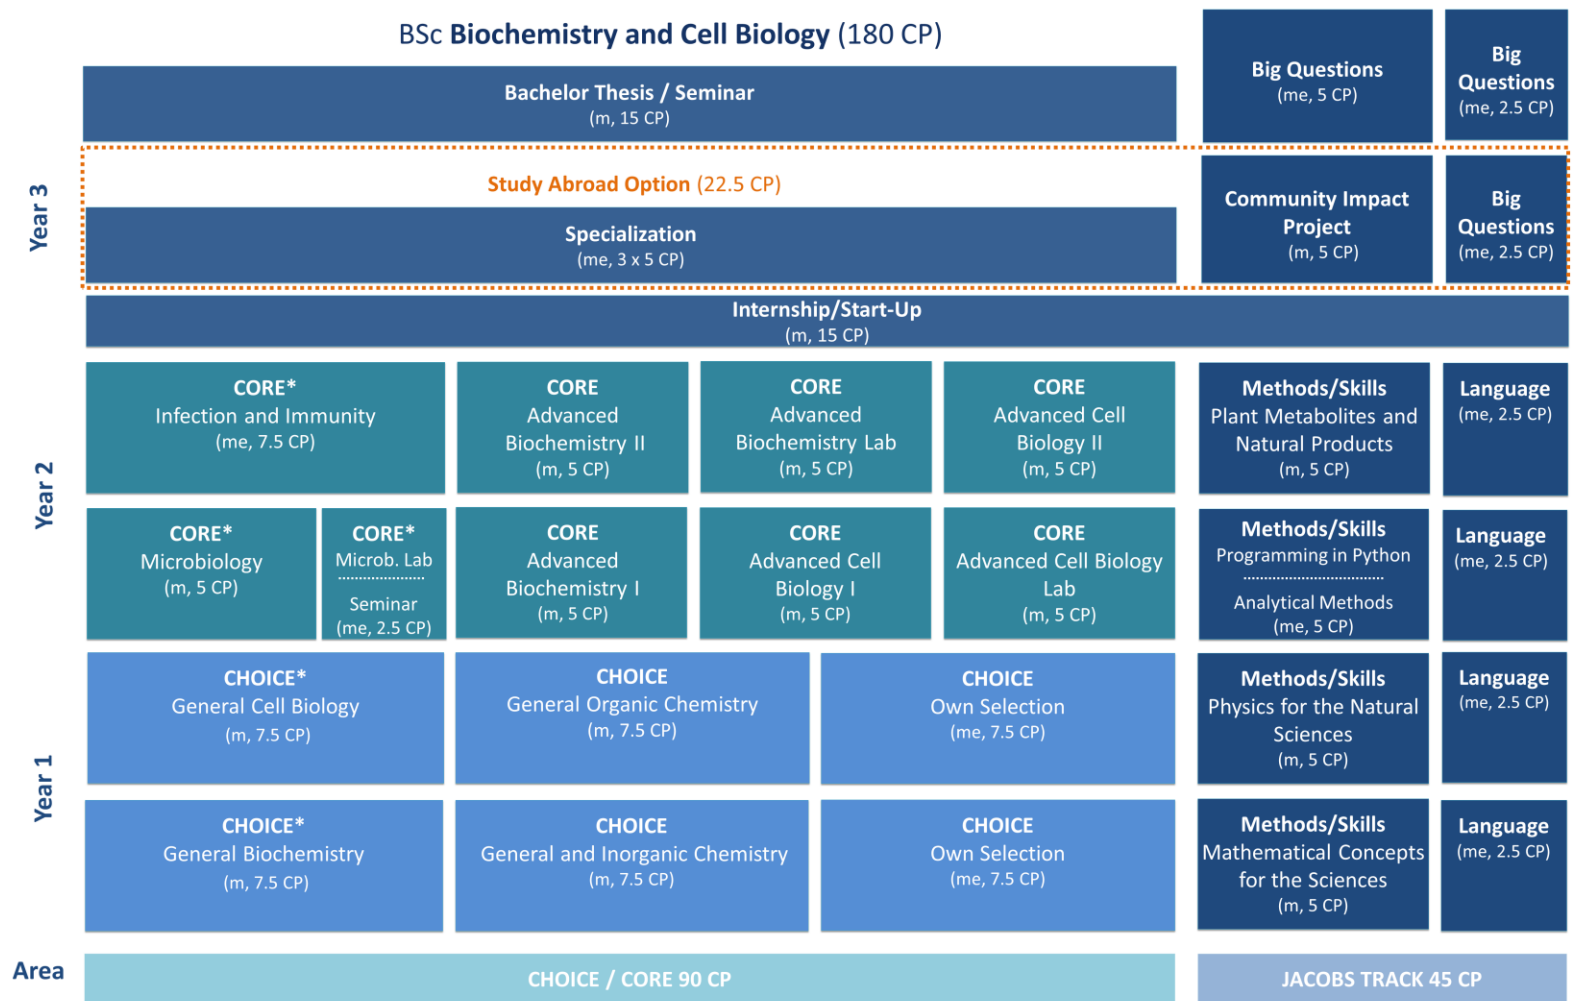 BSc Biochemistry and Cell Biology (180 CP)
Big Questions
(me, 5 CP)
Big
Questions
(me, 2.5 CP)
Bachelor Thesis / Seminar
(m, 15 CP)
Year 3
Study Abroad Option (22.5 CP)
Specialization
(me, 3 x 5 CP)
Community Impact
Project
(m, 5 CP)
Big
Questions
(me, 2.5 CP)
Internship/Start-Up
(m, 15 CP)
Year 2
CORE*
Infection and Immunity
(me, 7.5 CP)
CORE
Advanced
Biochemistry II
(m, 5 CP)
CORE
Advanced
Biochemistry Lab
(m, 5 CP)
CORE
Advanced Cell
Biology II
(m, 5 CP)
Methods/Skills
Plant Metabolites and
Natural Products
(m, 5 CP)
Language
(me, 2.5 CP)
CORE*
Microbiology
(m, 5 CP)
CORE*
Microb. Lab
Seminar
(me, 2.5 CP)
CORE
Advanced
Biochemistry I
(m, 5 CP)
CORE
Advanced Cell
Biology I
(m, 5 CP)
CORE
Advanced Cell Biology
Lab
(m, 5 CP)
Methods/Skills
Programming in Python
Analytical Methods
(me, 5 CP)
Language
(me, 2.5 CP)
Year 1
CHOICE*
General Cell Biology
(m, 7.5 CP)
CHOICE
General Organic Chemistry
(m, 7.5 CP)
CHOICE
Own Selection
(me, 7.5 CP)
Methods/Skills
Physics for the Natural
Sciences
(m, 5 CP)
Language
(me, 2.5 CP)
CHOICE*
General Biochemistry
(m, 7.5 CP)
CHOICE
General and Inorganic Chemistry
(m, 7.5 CP)
CHOICE
Own Selection
(me, 7.5 CP)
Methods/Skills
Mathematical Concepts
for the Sciences
(m, 5 CP)
Language
(me, 2.5 CP)
Area
CHOICE / CORE 90 CP
JACOBS TRACK 45 CP